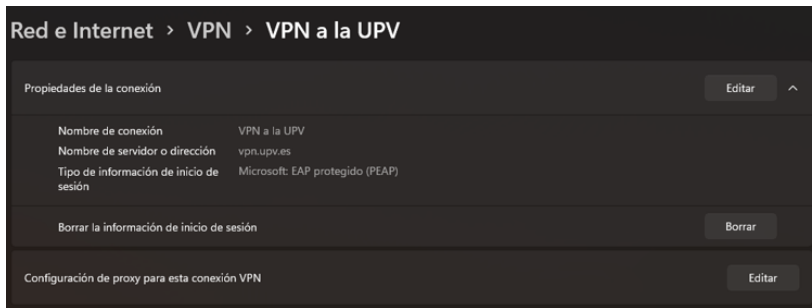 Red e Internet > VPN > VPN a la UPV
Propiedades de la conexión
Editar
Nombre de conexión VPN a la UPV
Nombre de servidor o dirección vpn.upv.es
Tipo de información de inicio de Microsoft: EAP protegido (PEAP)
sesión
Borrar la información de inicio de sesión
Borrar
Configuración de proxy para esta conexión VPN
Editar